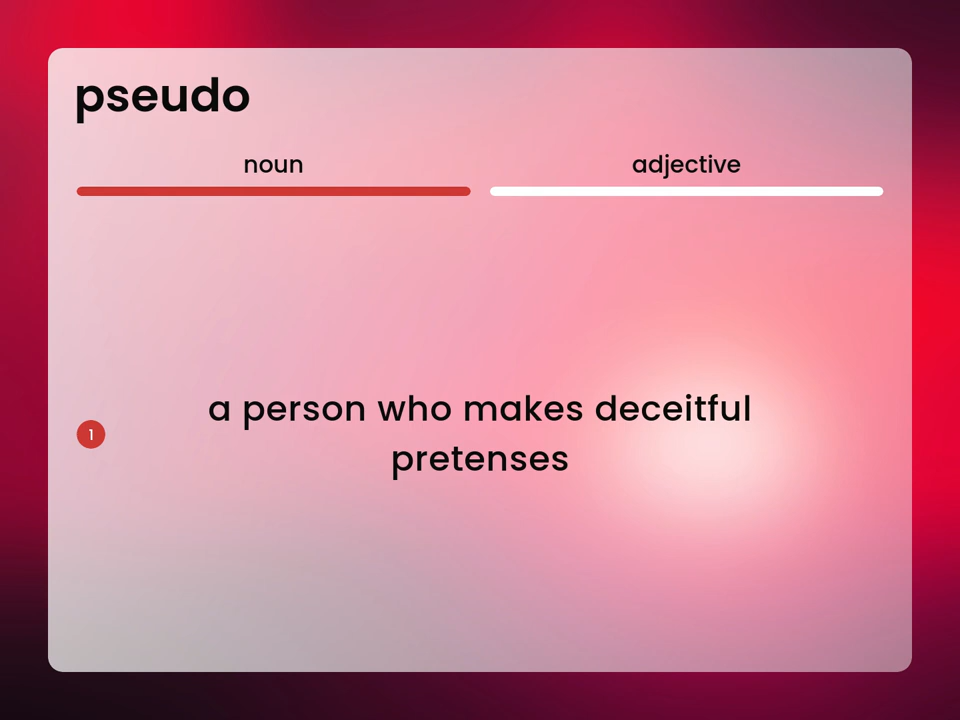 pseudo
noun
adjective
1
a person who makes deceitful
pretenses